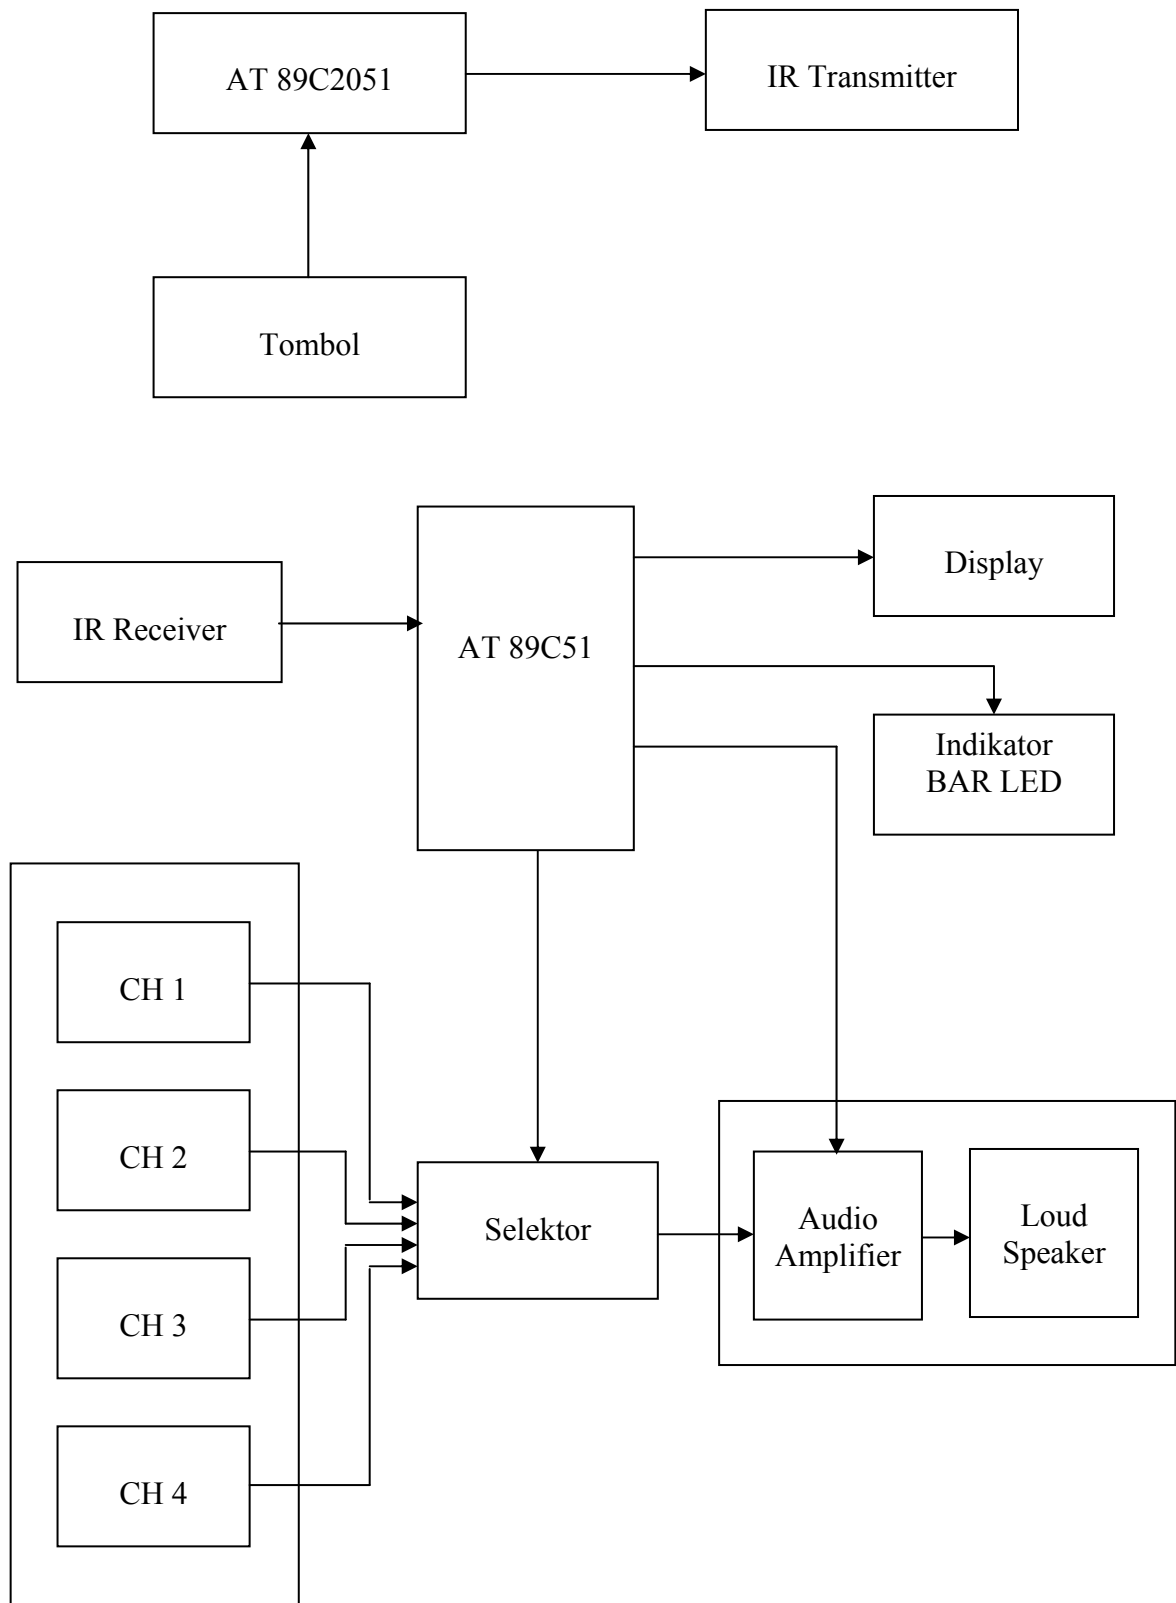 AT 89C2051
IR Transmitter
Tombol
Display
IR Receiver
AT 89C51
Indikator
BAR LED
CH 1
CH 2
Selektor
Audio
Amplifier
Loud
Speaker
CH 3
CH 4